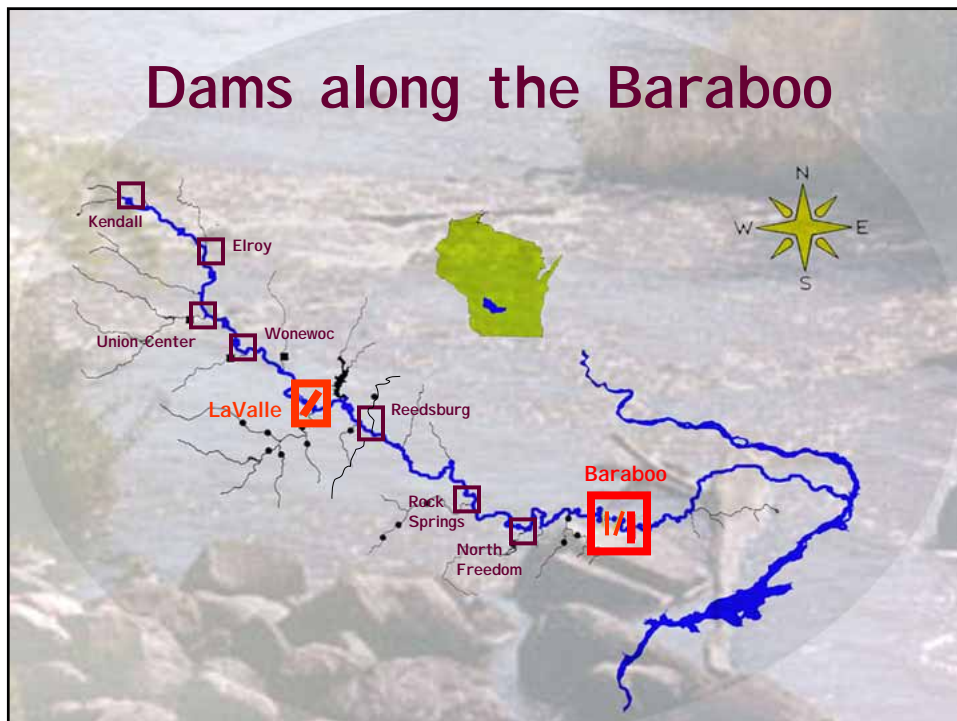 Dams along the Baraboo
N
W
E
S
Kendall
Elroy
Union Center
Wonewoc
LaValle
Reedsburg
Baraboo
Rock
Springs
North
Freedom